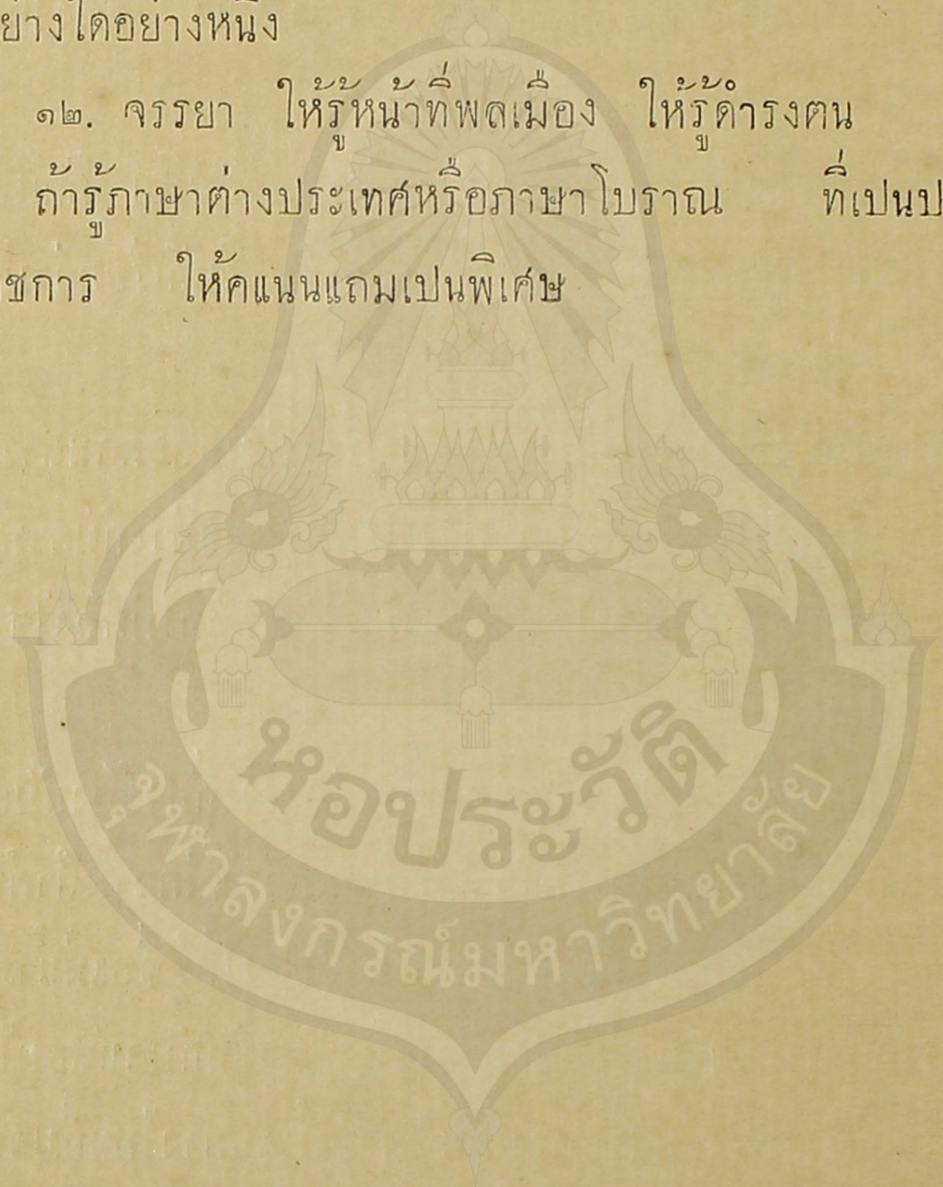 ย่างใดอย่างหนึ่ง
๑๒. จรรยา ให้รู้หน้าที่พลเมือง ให้รู้ดำรงตน
ถ้ารู้ภาษาต่างประเทศหรือภาษาโบราณ ที่เปนป
ชการ ให้คแนนแถมเปนพิเศษ
หอประวัติ
จุฬาลงกรณ์มหาวิทยาลัย